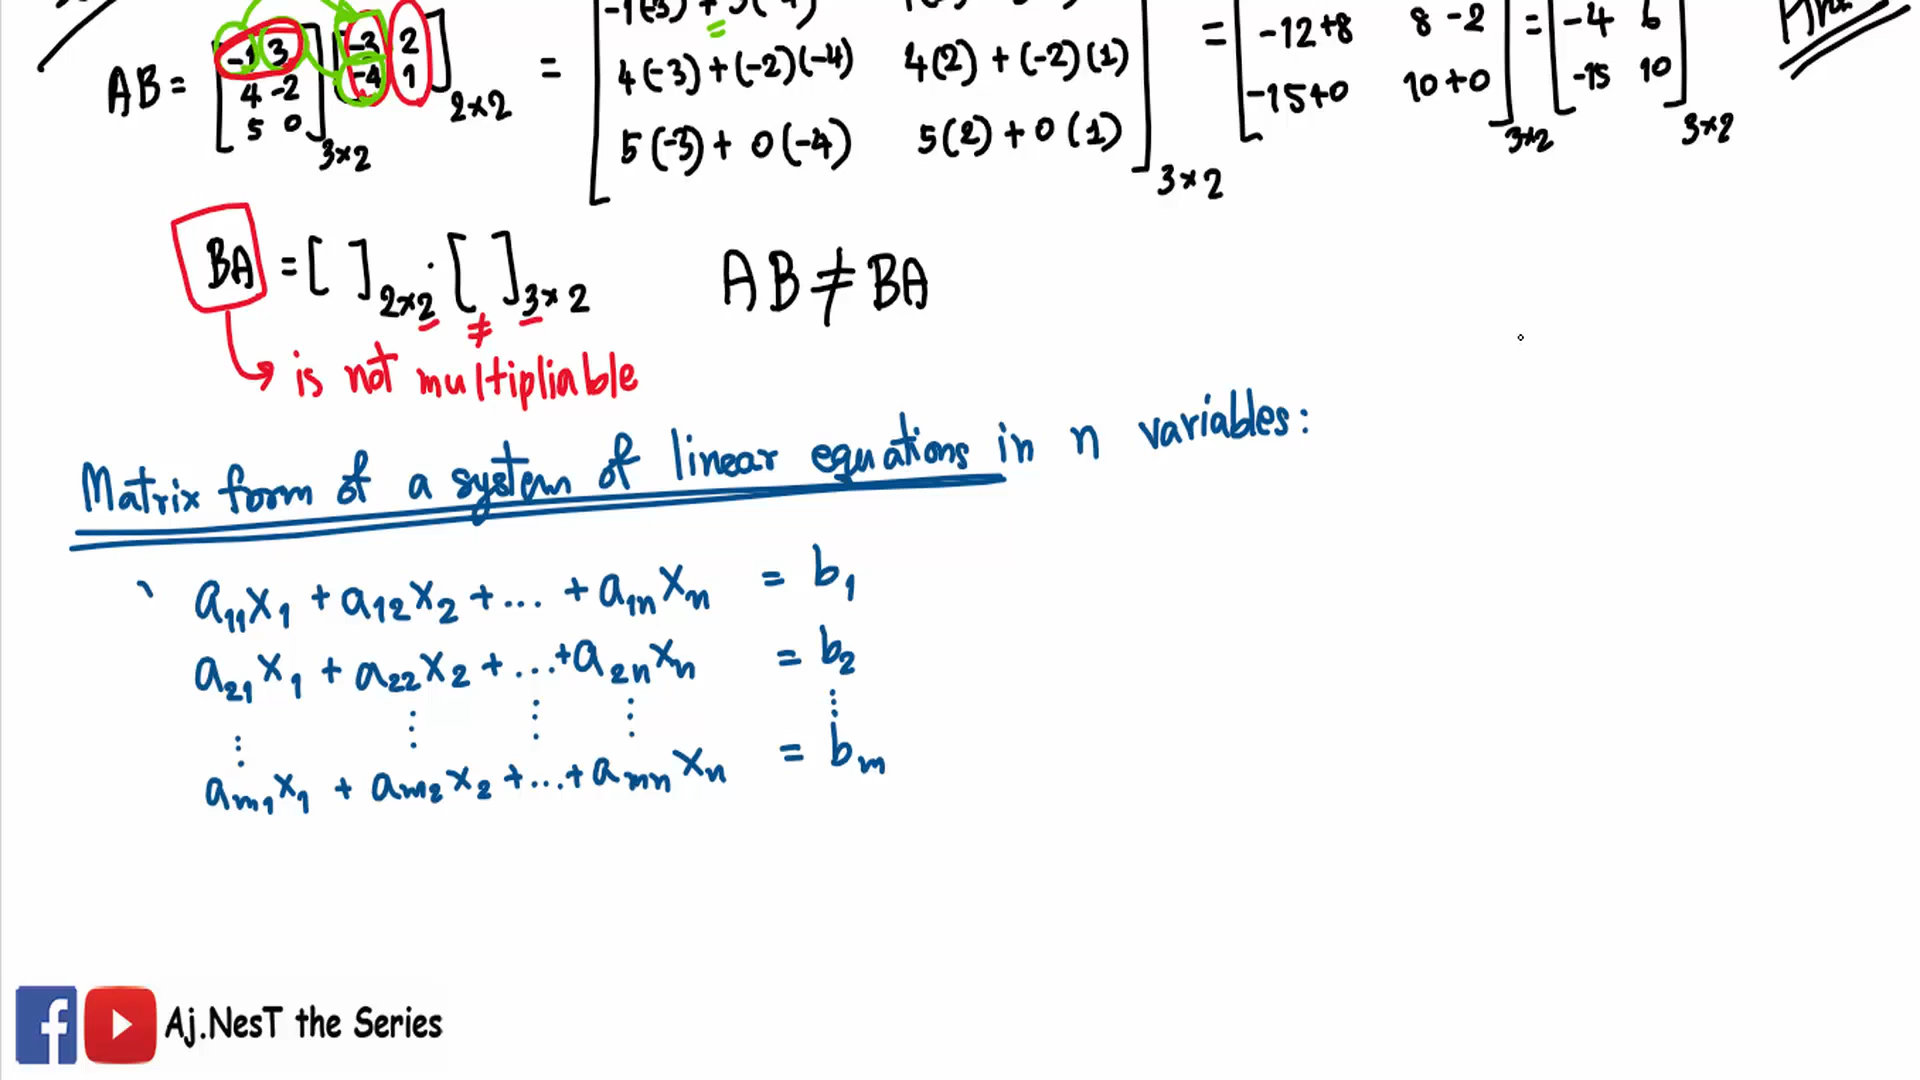 AB = [-1 3 4 -2 5 0]3×2 [-3 2 -4 1]2×2 = [4(-3)+(-2)(-4) 4(2)+(-2)(1) 5(-3)+0(-4) 5(2)+0(1)]3×2 = [-12+8 8-2 -15+0 10+0]3×2 = [-4 6 -15 10]3×2
BA = [ ]2×2 · [ ]3×2 AB ≠ BA
≠
→ is not multipliable
Matrix form of a system of linear equations in n variables:
a11x1 + a12x2 + ... + a1nxn = b1
a21x1 + a22x2 + ... + a2nxn = b2
⋮ ⋮ ⋮ ⋮ ⋮
am1x1 + am2x2 + ... + amnxn = bm
Aj.NesT the Series